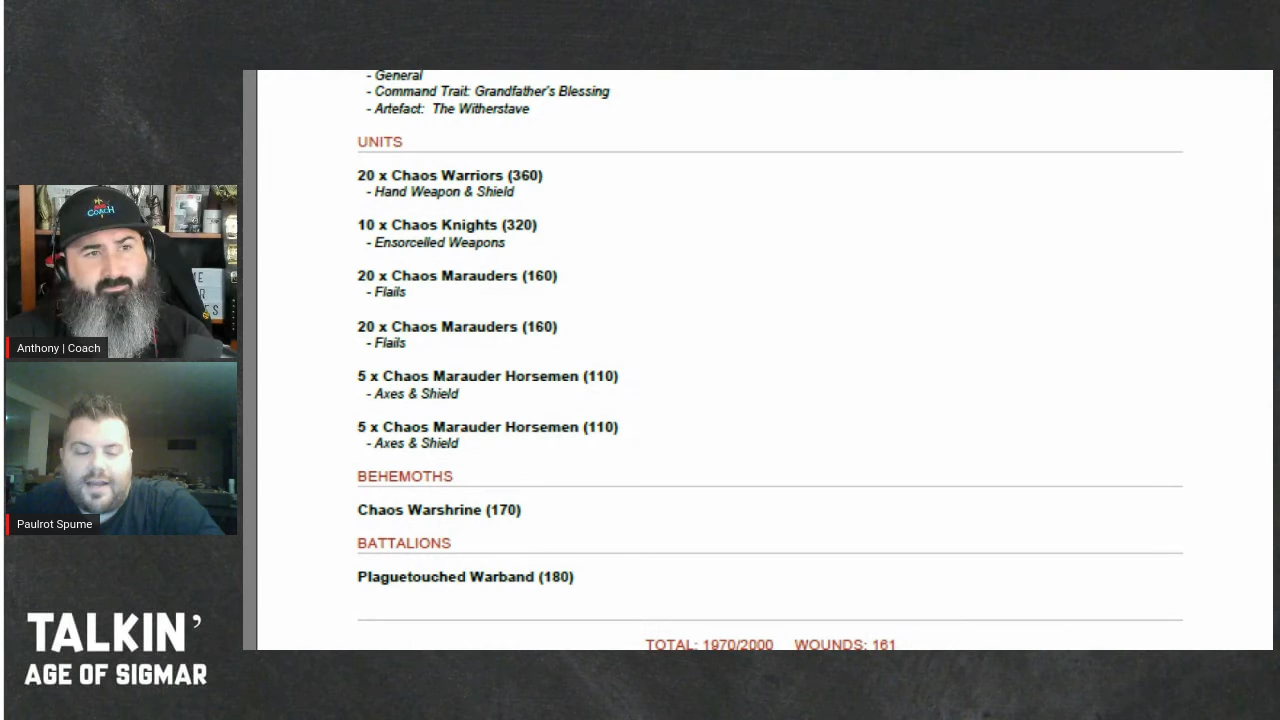 - General
- Command Trait: Grandfather's Blessing
- Artefact: The Witherstave
UNITS
20 x Chaos Warriors (360)
- Hand Weapon & Shield
10 x Chaos Knights (320)
- Ensorcelled Weapons
20 x Chaos Marauders (160)
- Flails
20 x Chaos Marauders (160)
- Flails
5 x Chaos Marauder Horsemen (110)
- Axes & Shield
5 x Chaos Marauder Horsemen (110)
- Axes & Shield
BEHEMOTHS
Chaos Warshrine (170)
BATTALIONS
Plaguetouched Warband (180)
TOTAL: 1970/2000 WOUNDS: 161
COACH
Anthony | Coach
Paulrot Spume
TALKIN'
AGE OF SIGMAR